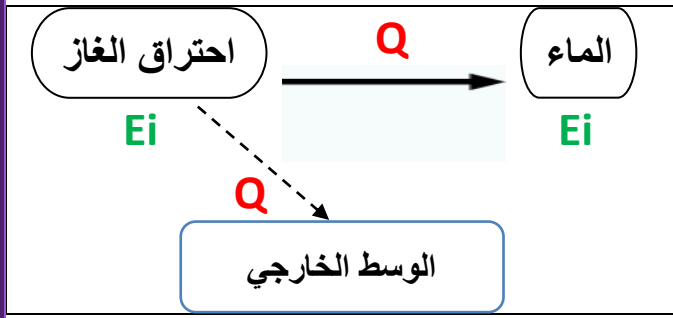 احتراق الغاز
Q
الماء
Ei
Ei
Q
الوسط الخارجي